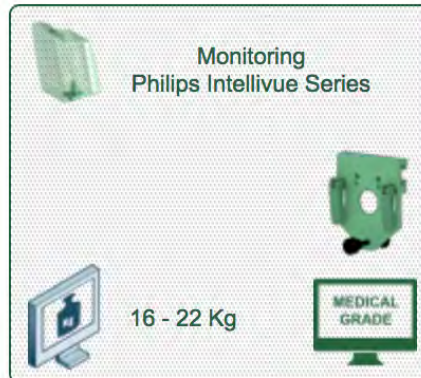 Monitoring
Philips Intellivue Series
16 - 22 Kg
MEDICAL
GRADE